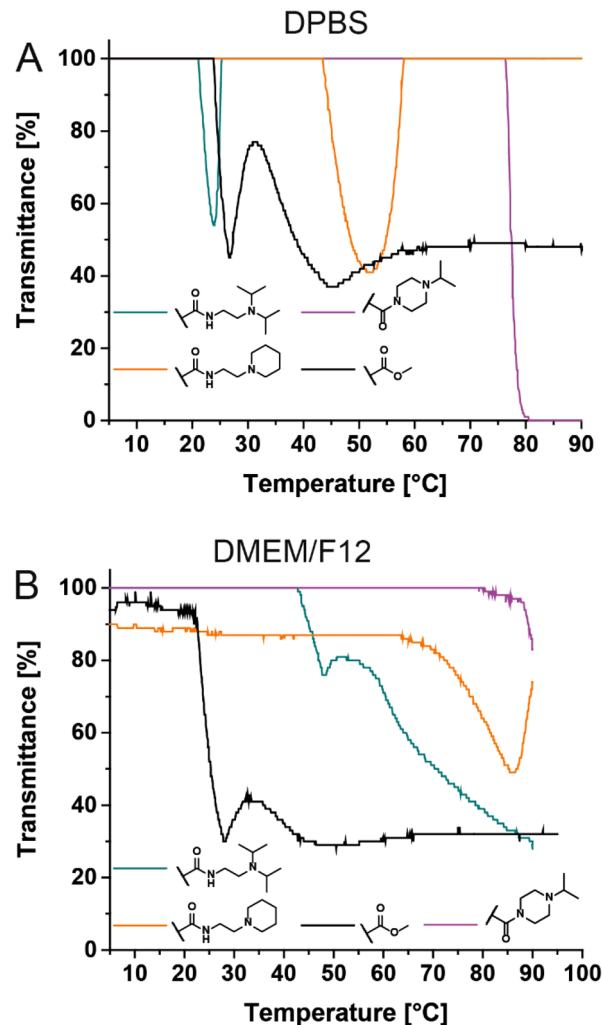 DPBS
A
Transmittance [%]
100
80
60
40
20
0
O
N
H
N
N
N
O
O
N
H
N
O
O
10 20 30 40 50 60 70 80 90
Temperature [°C]
DMEM/F12
B
Transmittance [%]
100
80
60
40
20
0
O
N
H
N
O
N
H
N
O
O
N
N
O
10 20 30 40 50 60 70 80 90 100
Temperature [°C]